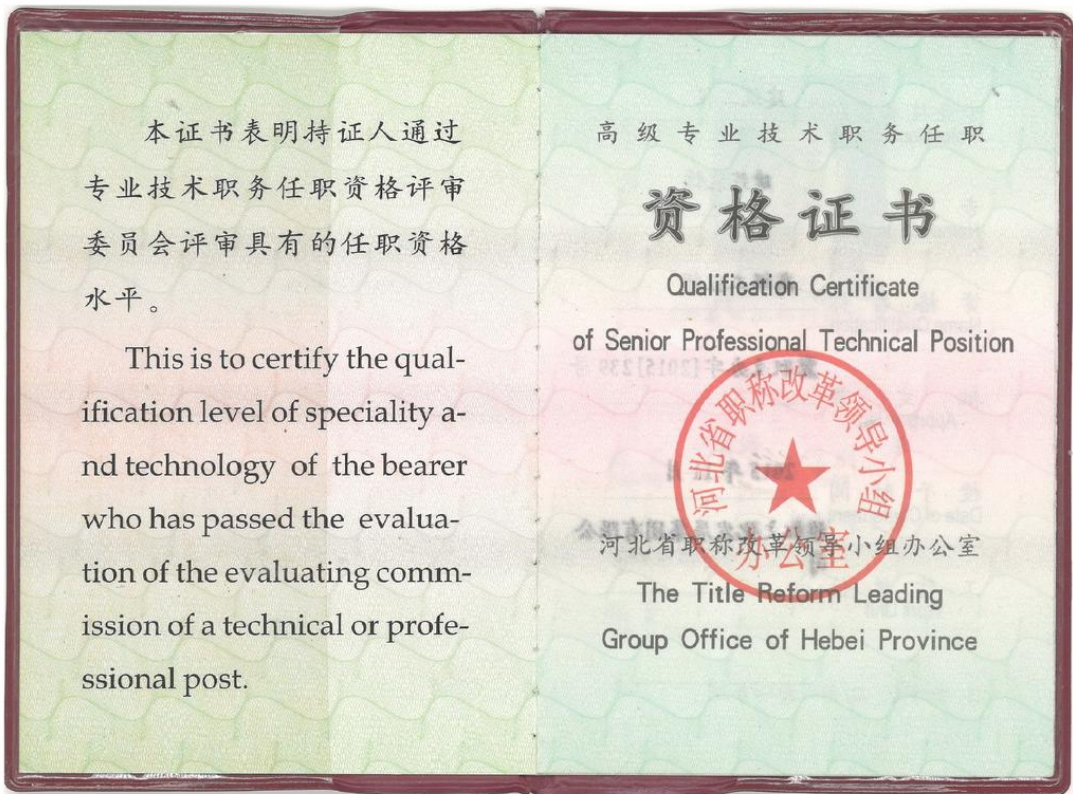 本证书表明持证人通过
专业技术职务任职资格评审
委员会评审具有的任职资格
水平。
This is to certify the qual-
ification level of speciality a-
nd technology of the bearer
who has passed the evalua-
tion of the evaluating comm-
ission of a technical or profe-
ssional post.
高级专业技术职务任职
资格证书
Qualification Certificate
of Senior Professional Technical Position
河北省职称改革领导小组
办公室
河北省职称改革领导小组办公室
The Title Reform Leading
Group Office of Hebei Province